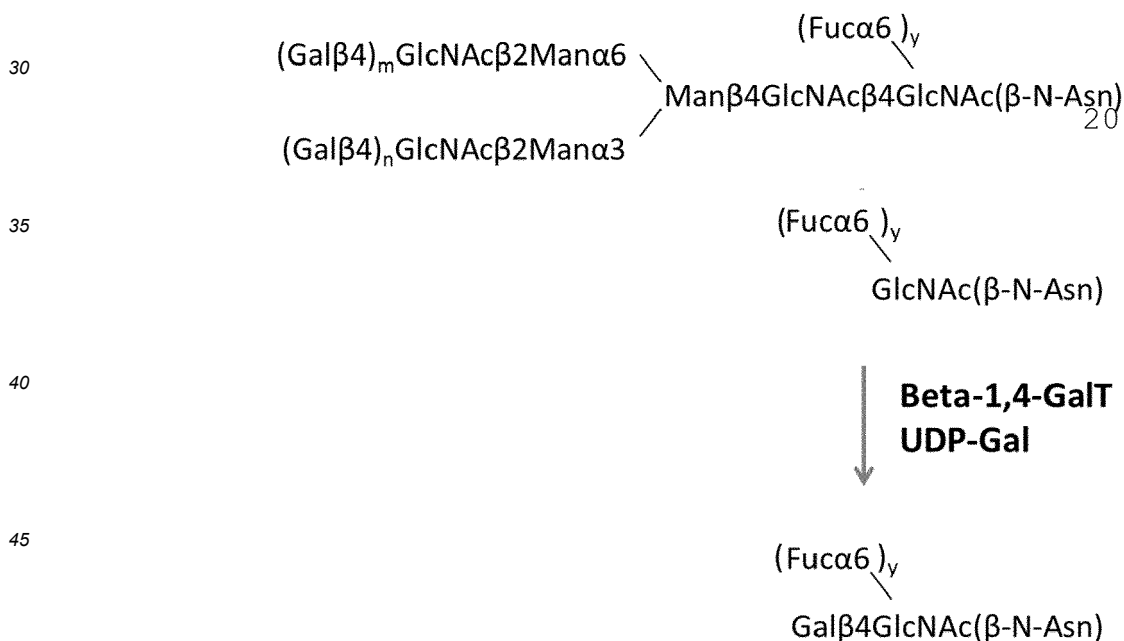 (Fucα6 )y
30
(Galβ4)mGlcNAcβ2Manα6
Manβ4GlcNAcβ4GlcNAc(β-N-Asn)
20
(Galβ4)nGlcNAcβ2Manα3
35
(Fucα6 )y
GlcNAc(β-N-Asn)
40
Beta-1,4-GalT
UDP-Gal
45
(Fucα6 )y
Galβ4GlcNAc(β-N-Asn)